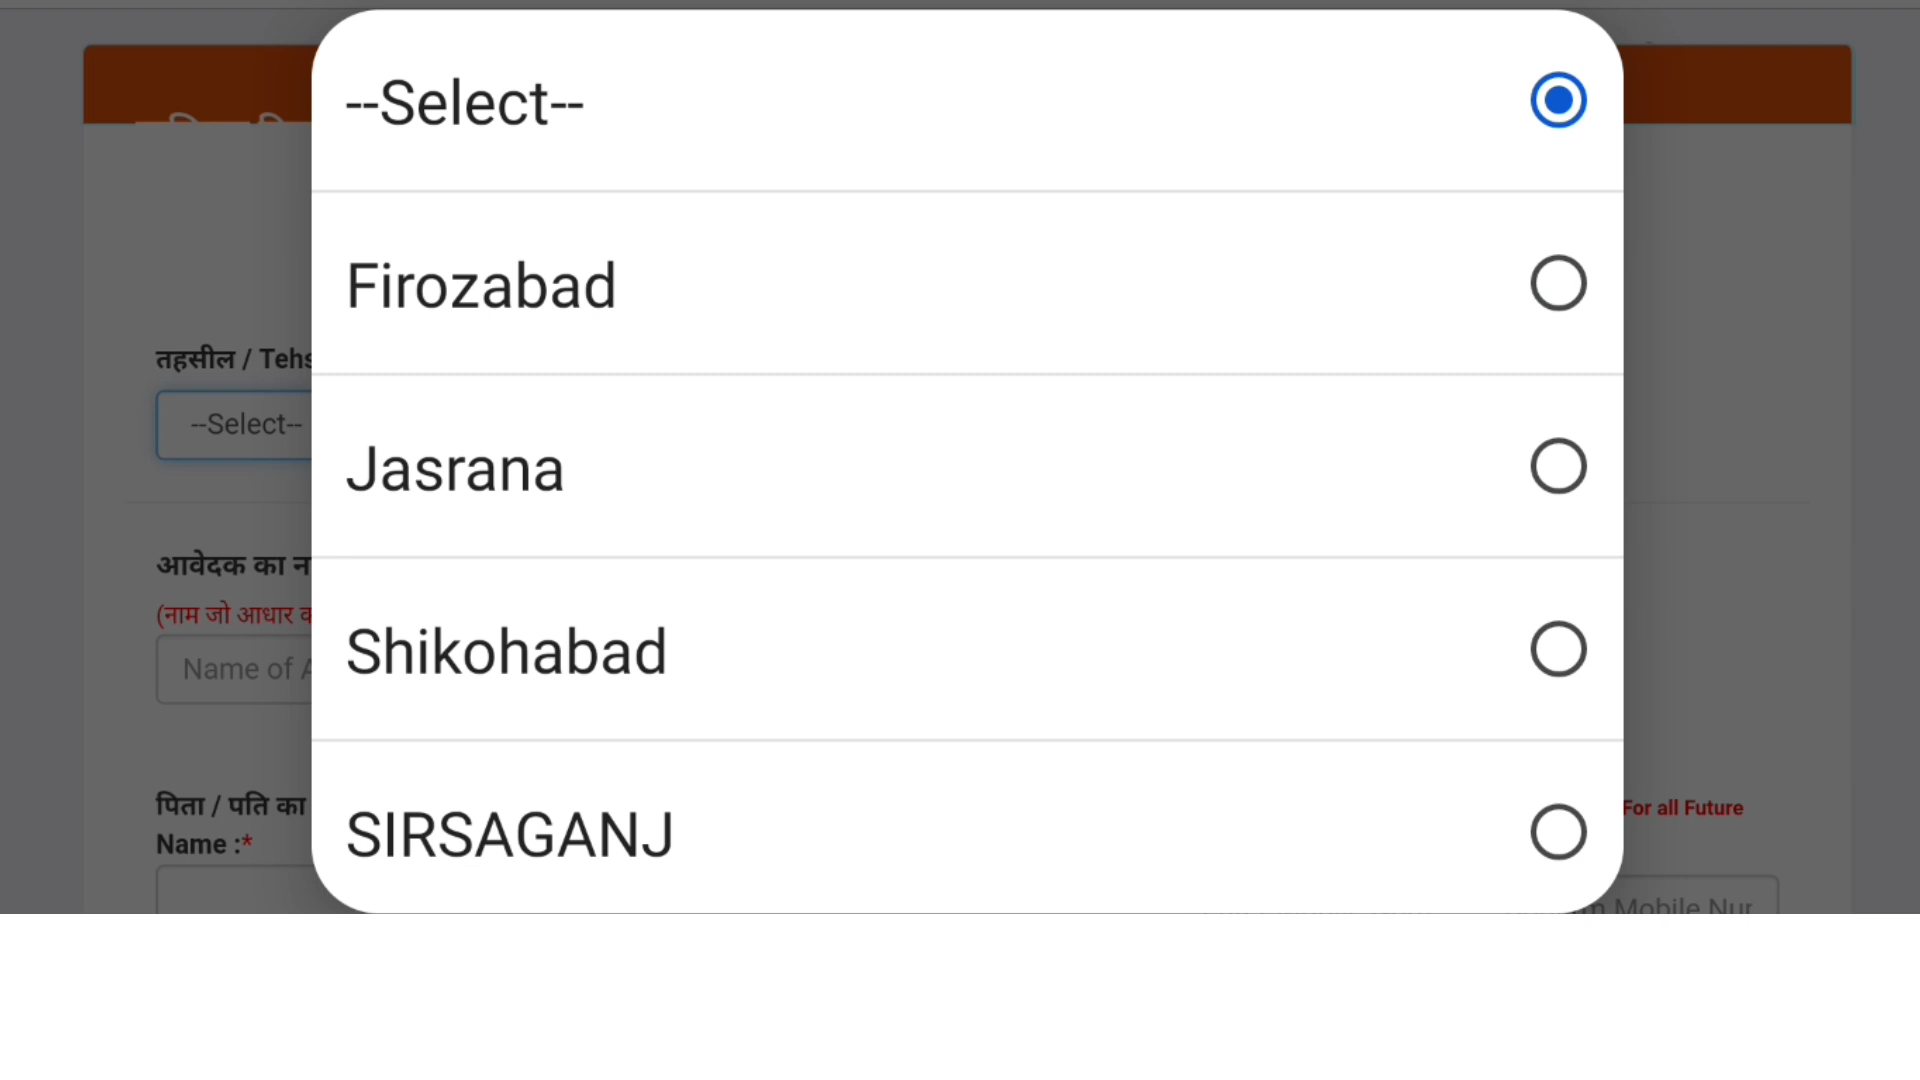 --Select--
Firozabad
Jasrana
Shikohabad
SIRSAGANJ
तहसील / Tehs
--Select--
आवेदक का
(नाम जो आधार
Name of
पिता / पति का
Name :*
For all Future
Mobile